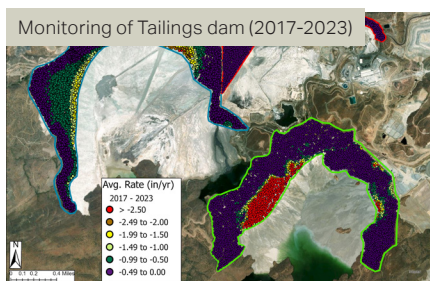 Monitoring of Tailings dam (2017-2023)
Avg. Rate (in/yr)
2017 - 2023
> -2.50
-2.49 to -2.00
-1.99 to -1.50
-1.49 to -1.00
-0.99 to -0.50
-0.49 to 0.00
N
0 0.1 0.2 0.4 Miles